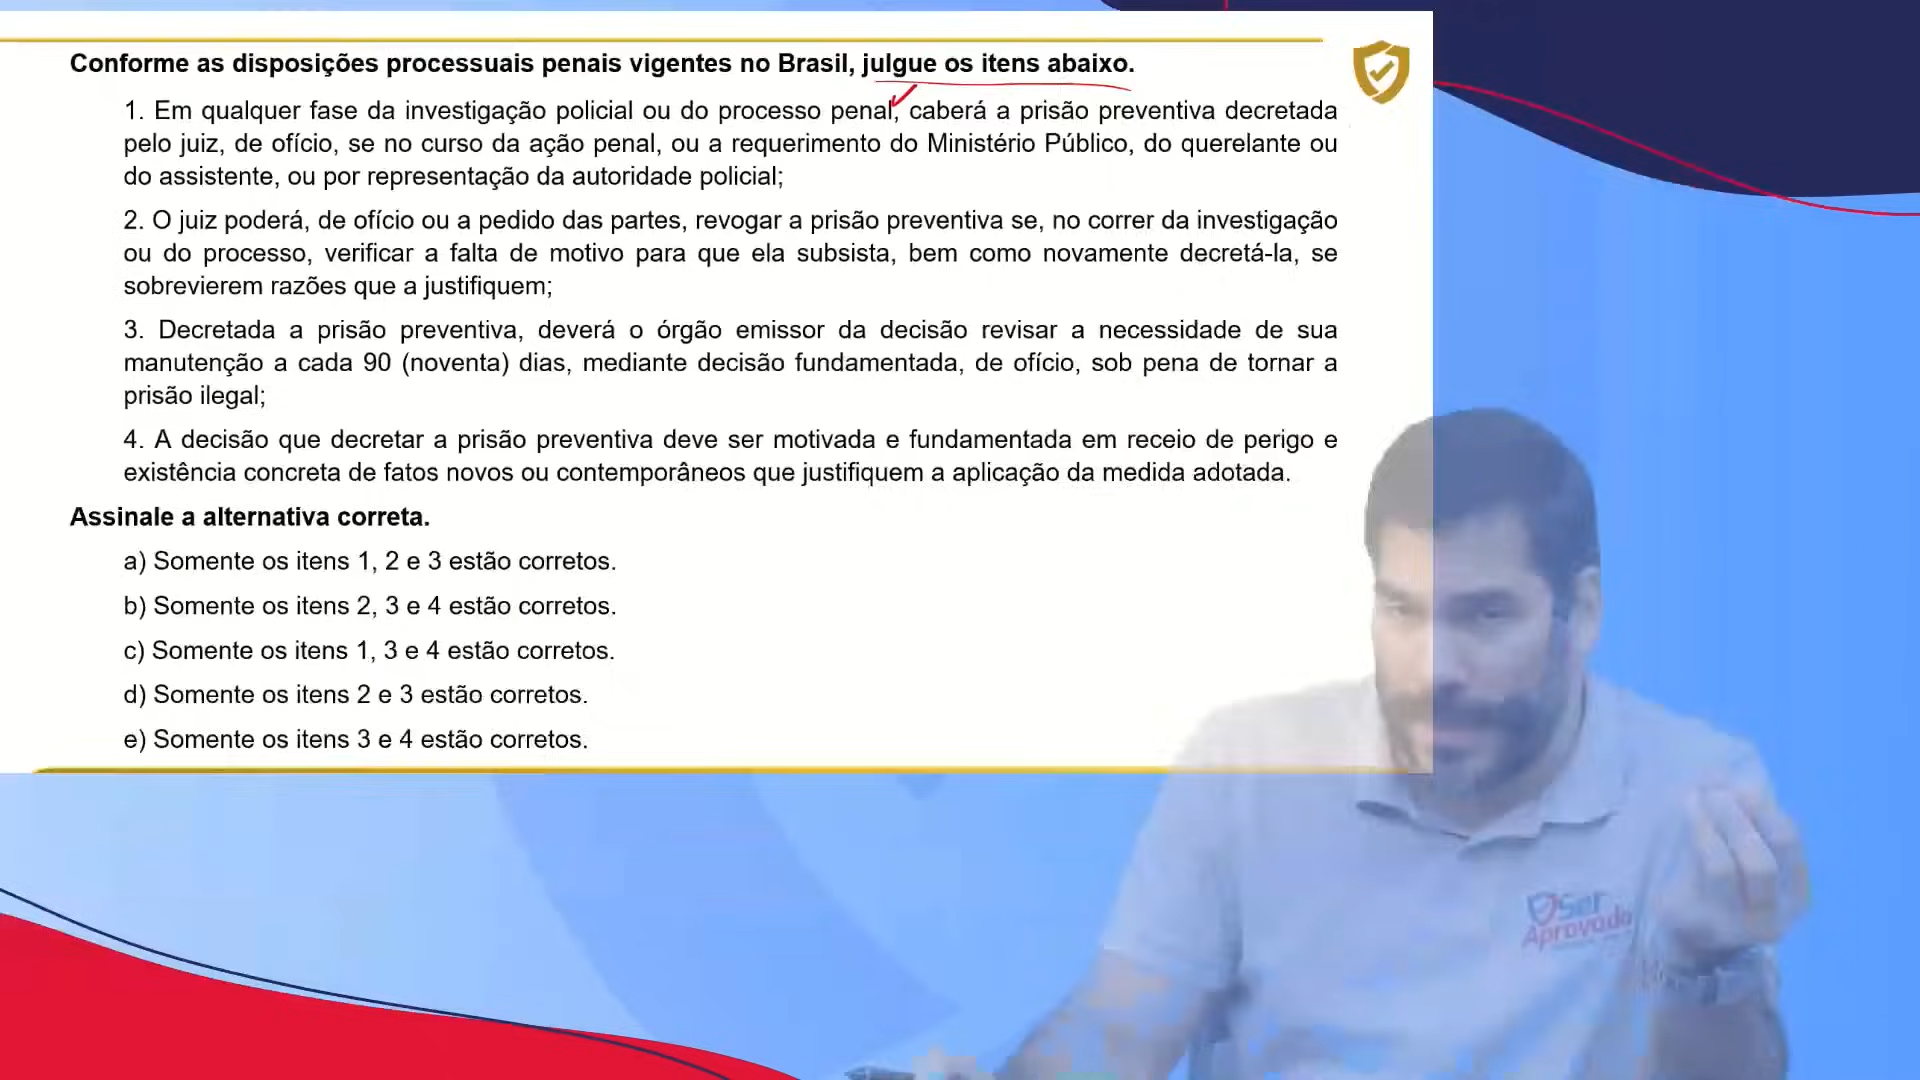 Conforme as disposições processuais penais vigentes no Brasil, julgue os itens abaixo.
1. Em qualquer fase da investigação policial ou do processo penal, caberá a prisão preventiva decretada
pelo juiz, de ofício, se no curso da ação penal, ou a requerimento do Ministério Público, do querelante ou
do assistente, ou por representação da autoridade policial;
2. O juiz poderá, de ofício ou a pedido das partes, revogar a prisão preventiva se, no correr da investigação
ou do processo, verificar a falta de motivo para que ela subsista, bem como novamente decretá-la, se
sobrevierem razões que a justifiquem;
3. Decretada a prisão preventiva, deverá o órgão emissor da decisão revisar a necessidade de sua
manutenção a cada 90 (noventa) dias, mediante decisão fundamentada, de ofício, sob pena de tornar a
prisão ilegal;
4. A decisão que decretar a prisão preventiva deve ser motivada e fundamentada em receio de perigo e
existência concreta de fatos novos ou contemporâneos que justifiquem a aplicação da medida adotada.
Assinale a alternativa correta.
a) Somente os itens 1, 2 e 3 estão corretos.
b) Somente os itens 2, 3 e 4 estão corretos.
c) Somente os itens 1, 3 e 4 estão corretos.
d) Somente os itens 2 e 3 estão corretos.
e) Somente os itens 3 e 4 estão corretos.
Ser
Aprovado